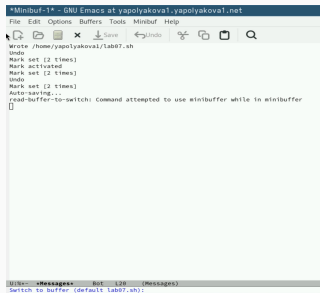 *Minibuf-1* - GNU Emacs at yapolyakova1.yapolyakova1.net
File Edit Options Buffers Tools Minibuf Help
Save Undo
Wrote /home/yapolyakova1/lab07.sh
Undo
Mark set [2 times]
Mark activated
Mark set [2 times]
Undo
Mark set [2 times]
Auto-saving...
read-buffer-to-switch: Command attempted to use minibuffer while in minibuffer
U:%*- *Messages* Bot L20 (Messages)
Switch to buffer (default lab07.sh):